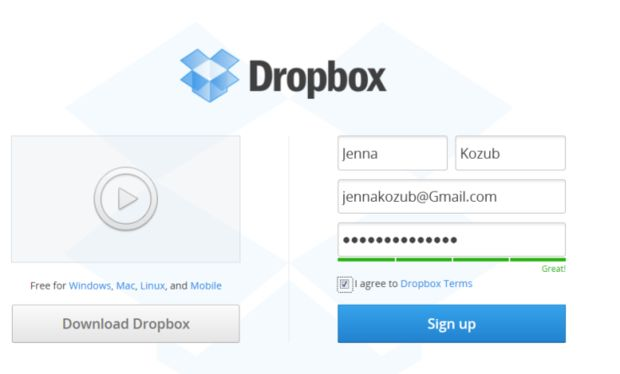 Dropbox
Jenna
Kozub
jennakozub@Gmail.com
••••••••••••••
Great!
I agree to Dropbox Terms
Sign up
Free for Windows, Mac, Linux, and Mobile
Download Dropbox